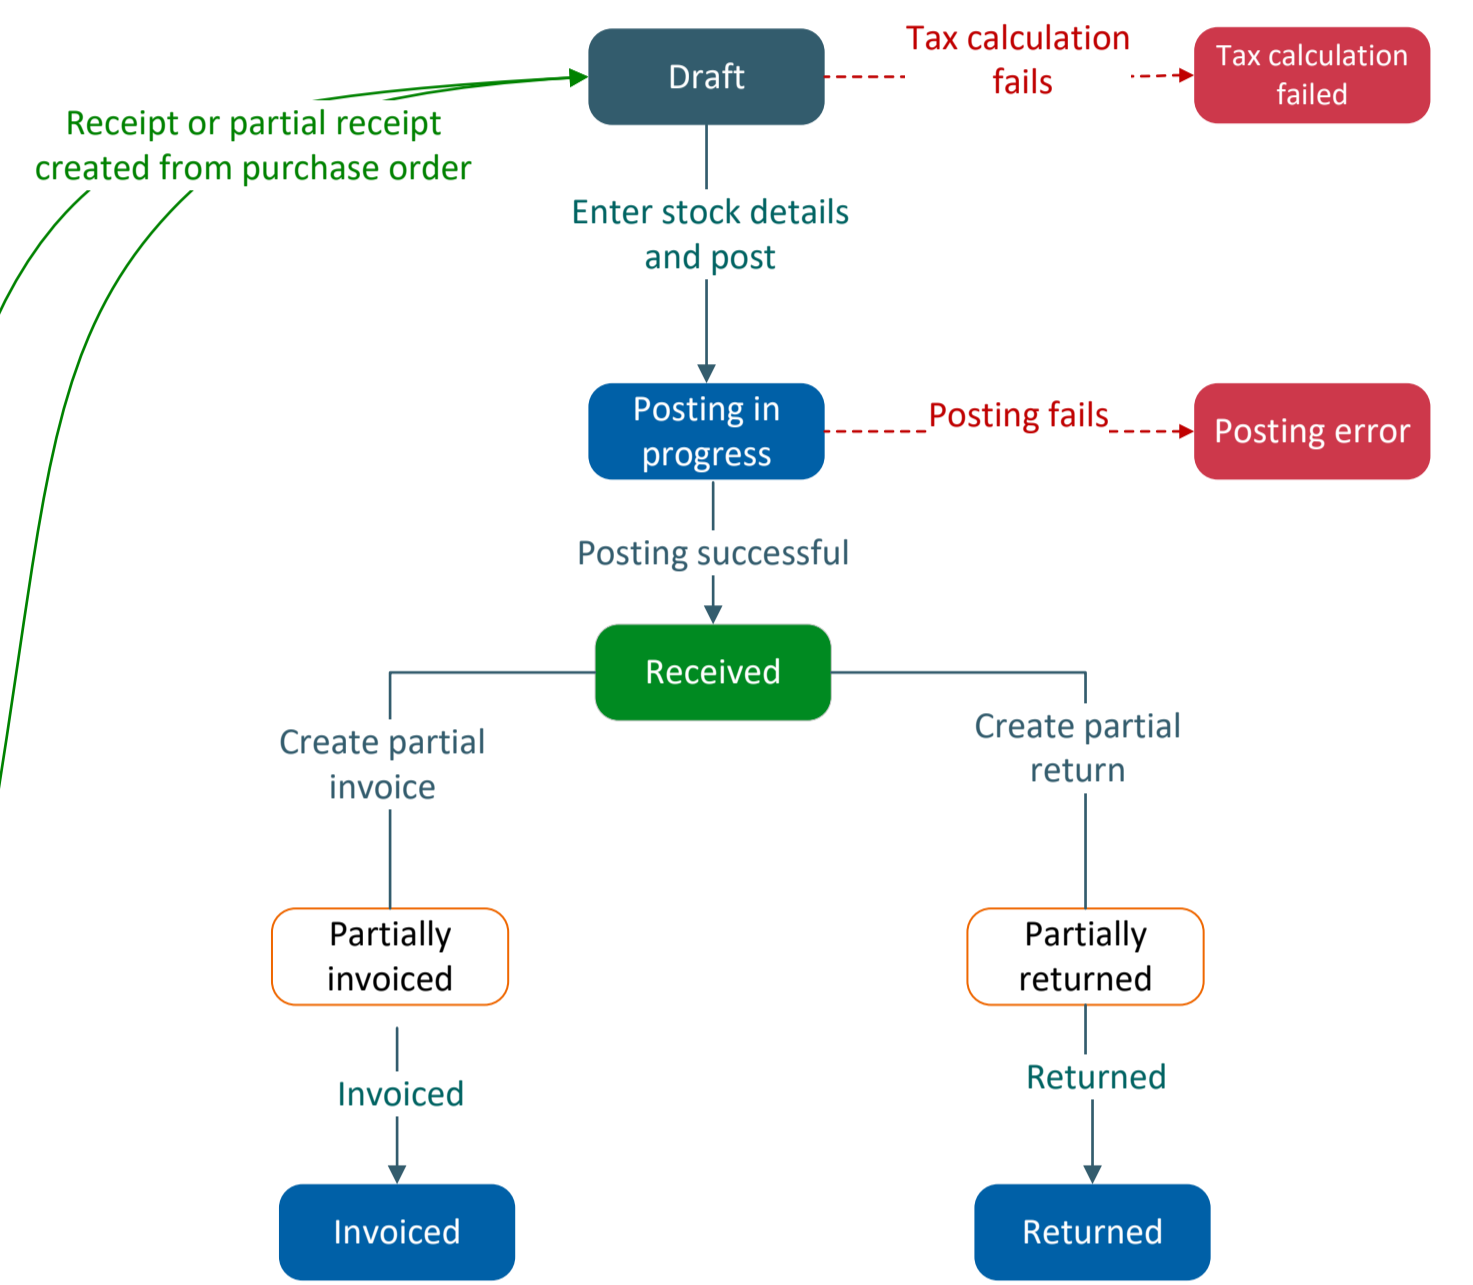 Draft
Tax calculation
fails
Tax calculation
failed
Receipt or partial receipt
created from purchase order
Enter stock details
and post
Posting in
progress
Posting fails
Posting error
Posting successful
Received
Create partial
invoice
Create partial
return
Partially
invoiced
Partially
returned
Invoiced
Returned
Invoiced
Returned